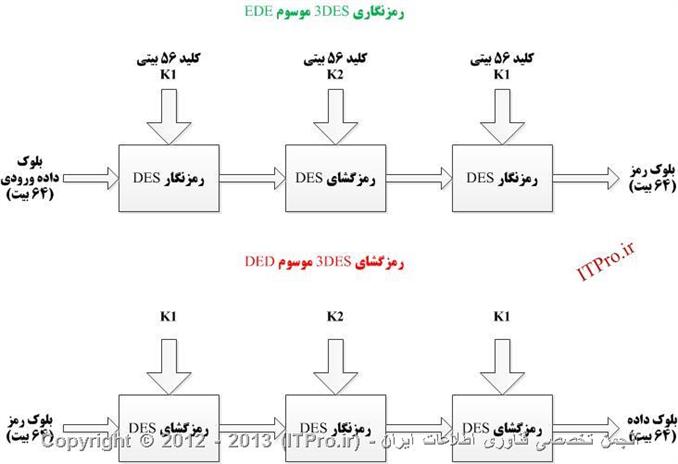 رمزنگاری 3DES موسوم EDE
کلید ۵۶ بیتی
K1
کلید ۵۶ بیتی
K2
کلید ۵۶ بیتی
K1
بلوک
داده ورودی
(۶۴ بیت)
رمزنگار DES
رمزگشای DES
رمزنگار DES
بلوک رمز
(۶۴ بیت)
ITPro.ir
رمزگشای 3DES موسوم DED
K1
K2
K1
بلوک رمز
(۶۴ بیت)
رمزگشای DES
رمزنگار DES
رمزگشای DES
بلوک داده
(۶۴ بیت)
Copyright © 2012 - 2013 (ITPro.ir) - انجمن تخصصی فناوری اطلاعات ایران